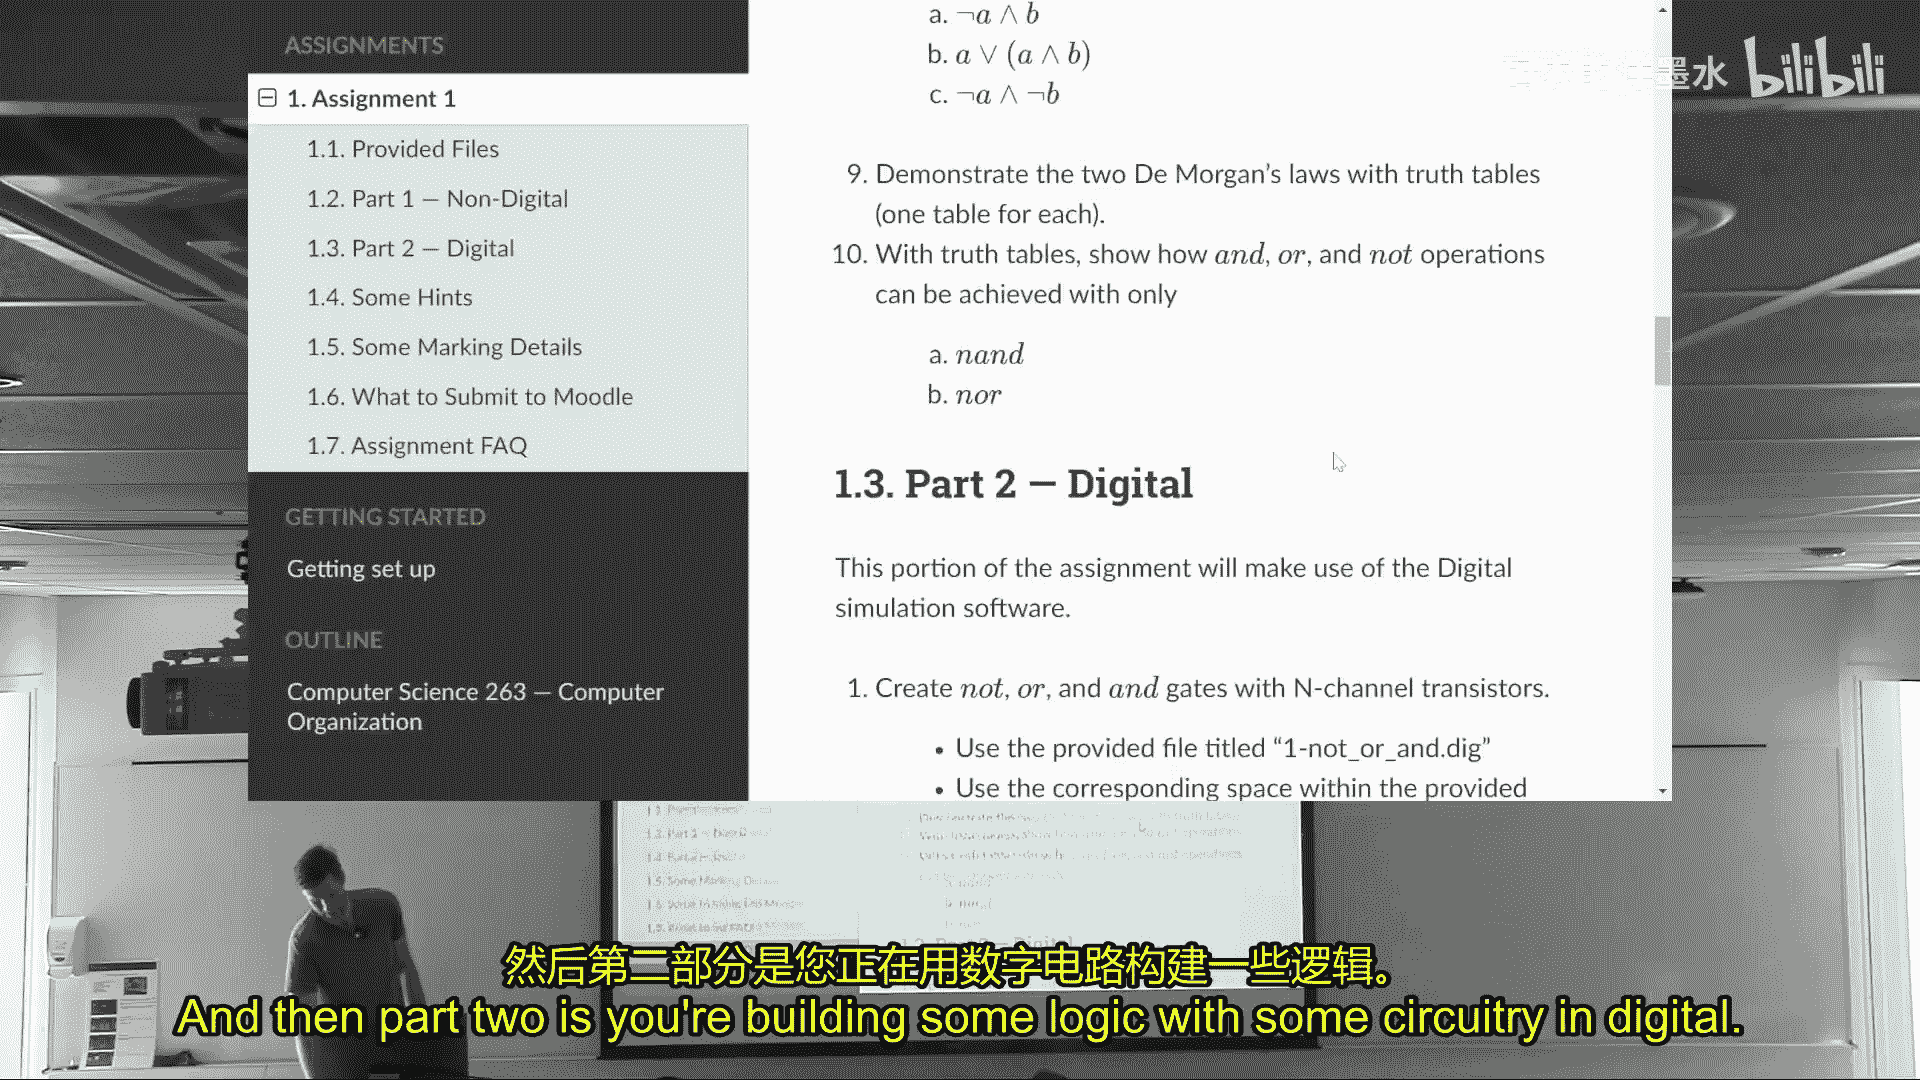 ASSIGNMENTS
1. Assignment 1
1.1. Provided Files
1.2. Part 1 — Non-Digital
1.3. Part 2 — Digital
1.4. Some Hints
1.5. Some Marking Details
1.6. What to Submit to Moodle
1.7. Assignment FAQ
GETTING STARTED
Getting set up
OUTLINE
Computer Science 263 — Computer
Organization
a. ¬a ∧ b
b. a ∨ (a ∧ b)
c. ¬a ∧ ¬b
9. Demonstrate the two De Morgan's laws with truth tables
(one table for each).
10. With truth tables, show how and, or, and not operations
can be achieved with only
a. nand
b. nor
1.3. Part 2 — Digital
This portion of the assignment will make use of the Digital
simulation software.
1. Create not, or, and and gates with N-channel transistors.
• Use the provided file titled “1-not_or_and.dig”
• Use the corresponding space within the provided
墨水 bilibili
然后第二部分是您正在用数字电路构建一些逻辑。
And then part two is you're building some logic with some circuitry in digital.